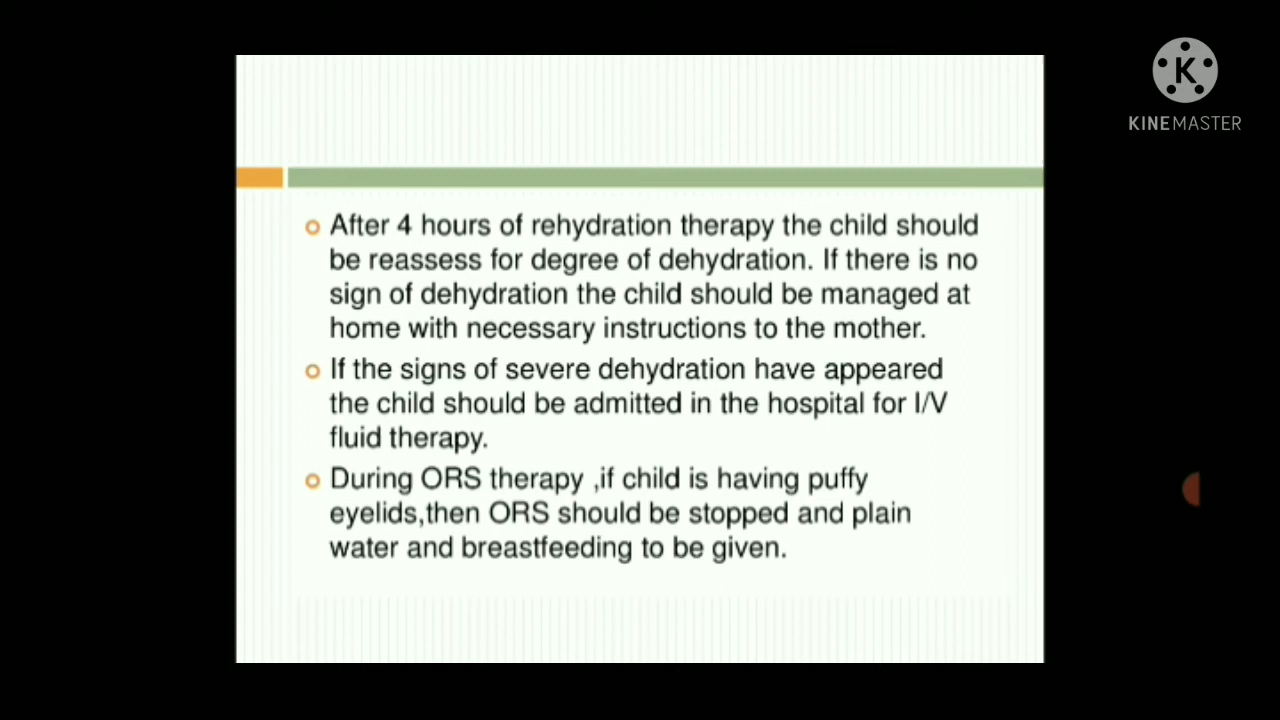 KINEMASTER
After 4 hours of rehydration therapy the child should
be reassess for degree of dehydration. If there is no
sign of dehydration the child should be managed at
home with necessary instructions to the mother.
If the signs of severe dehydration have appeared
the child should be admitted in the hospital for I/V
fluid therapy.
During ORS therapy ,if child is having puffy
eyelids,then ORS should be stopped and plain
water and breastfeeding to be given.